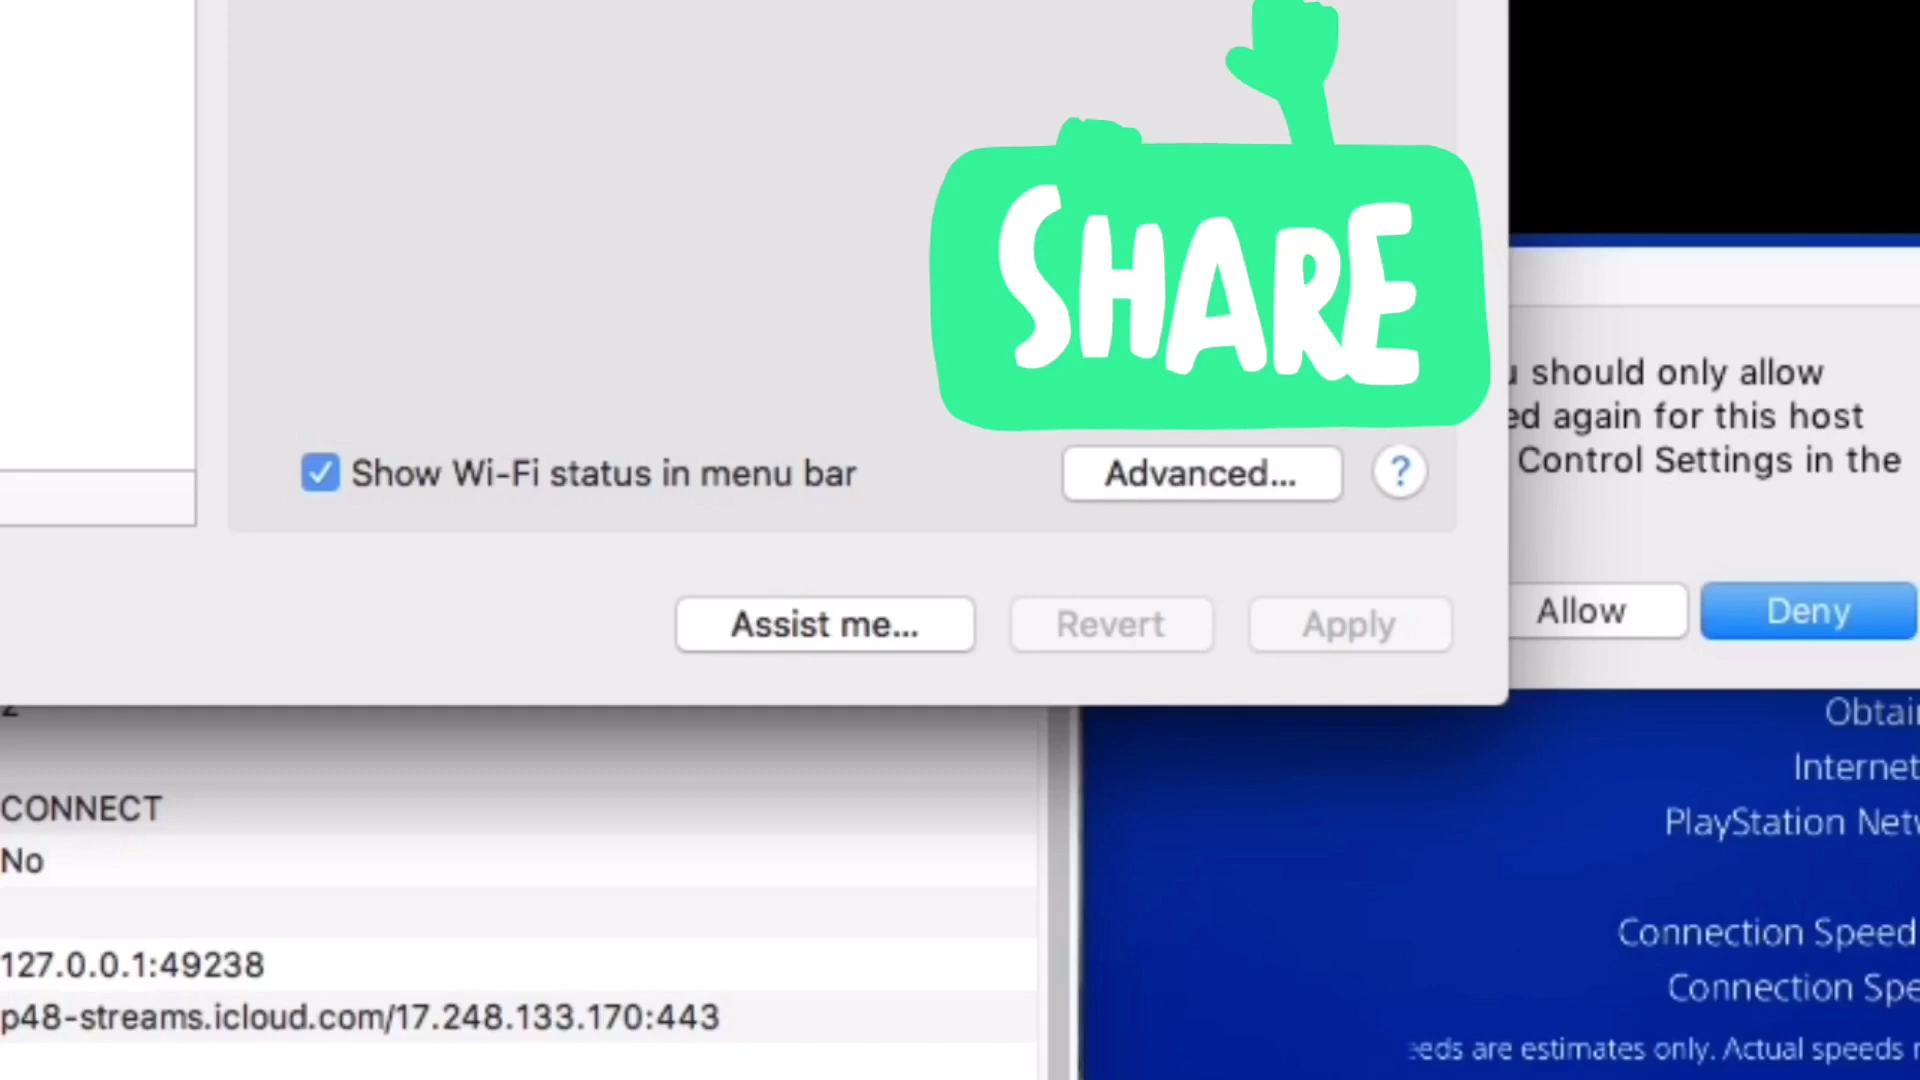 SHARE
should only allow
again for this host
Control Settings in the
Show Wi-Fi status in menu bar
Advanced...
?
Allow
Deny
Assist me...
Revert
Apply
Internet
PlayStation
CONNECT
No
127.0.0.1:49238
Connection Speed
p48-streams.icloud.com/17.248.133.170:443
Connection
are estimates only. Actual speeds